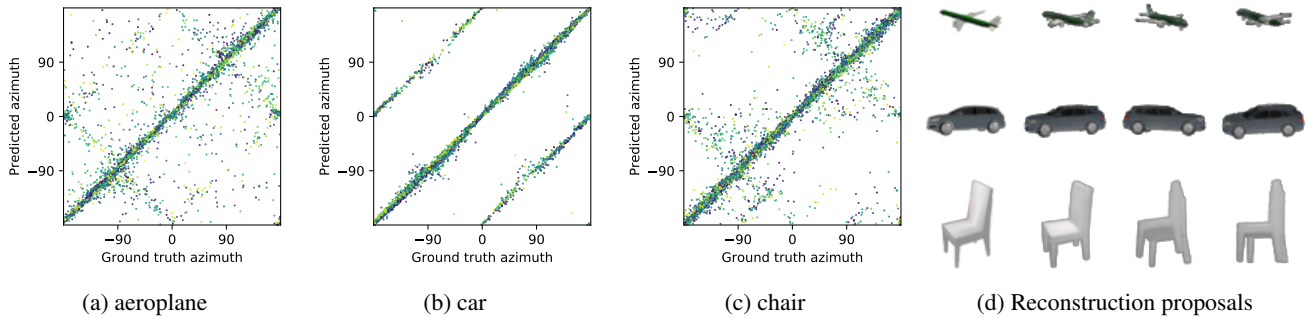 Predicted azimuth
90
0
−90
−90
0
90
Ground truth azimuth
(a) aeroplane
Predicted azimuth
90
0
−90
−90
0
90
Ground truth azimuth
(b) car
Predicted azimuth
90
0
−90
−90
0
90
Ground truth azimuth
(c) chair
(d) Reconstruction proposals